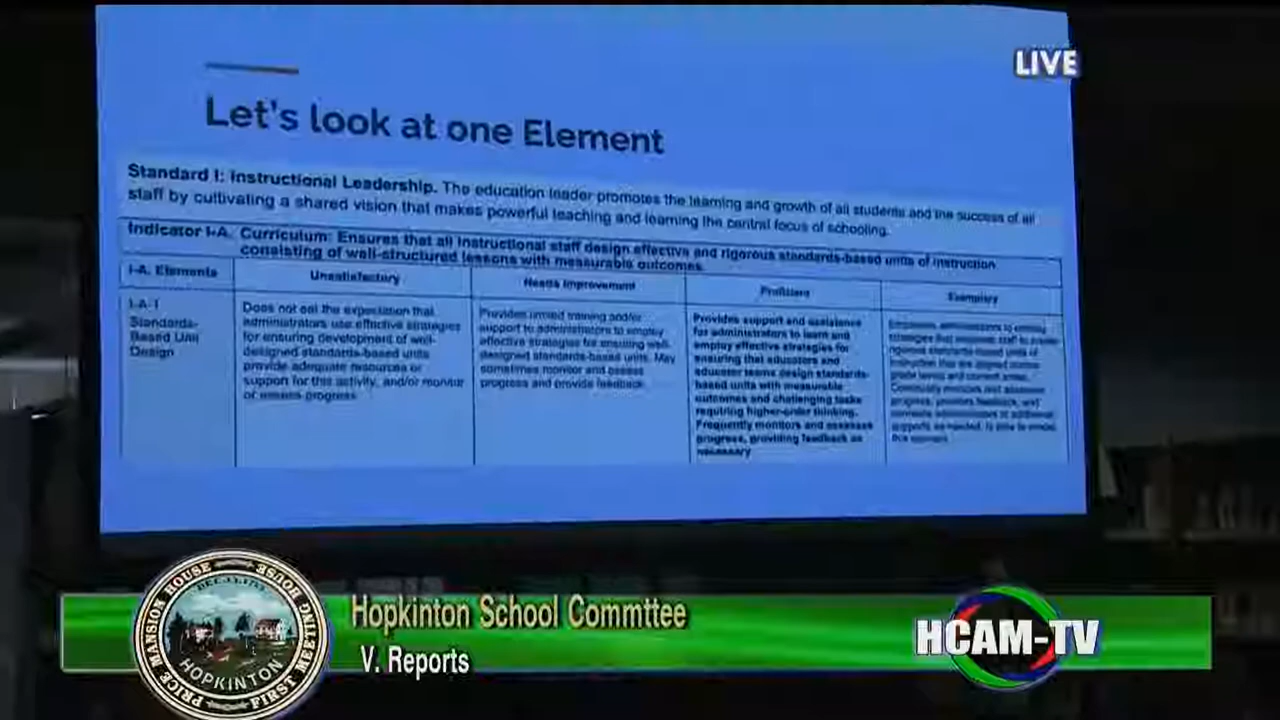 LIVE
Let's look at one Element
Standard I: Instructional Leadership. The education leader promotes the learning and growth of all students and the success of all
staff by cultivating a shared vision that makes powerful teaching and learning the central focus of schooling.
Indicator I-A. Curriculum: Ensures that all instructional staff design effective and rigorous standards-based units of instruction
consisting of well-structured lessons with measurable outcomes.
I-A. Elements
Unsatisfactory
Needs Improvement
Proficient
Exemplary
I-A-1
Standards-
Based Unit
Design
Does not set the expectation that
administrators use effective strategies
for ensuring development of well-
designed standards-based units
provide adequate resources or
support for this activity, and/or monitor
or assess progress
Provides limited training and/or
support to administrators to employ
effective strategies for ensuring well-
designed standards-based units. May
sometimes monitor and assess
progress and provide feedback.
Provides support and assistance
for administrators to learn and
employ effective strategies for
ensuring that educators and
educator teams design standards-
based units with measurable
outcomes and challenging tasks
requiring higher-order thinking.
Frequently monitors and assesses
progress, providing feedback as
necessary
Hopkinton School Committee
V. Reports
HCAM-TV
PRICE MANSION HOUSE
FIRST MEETING HOUSE
HOPKINTON